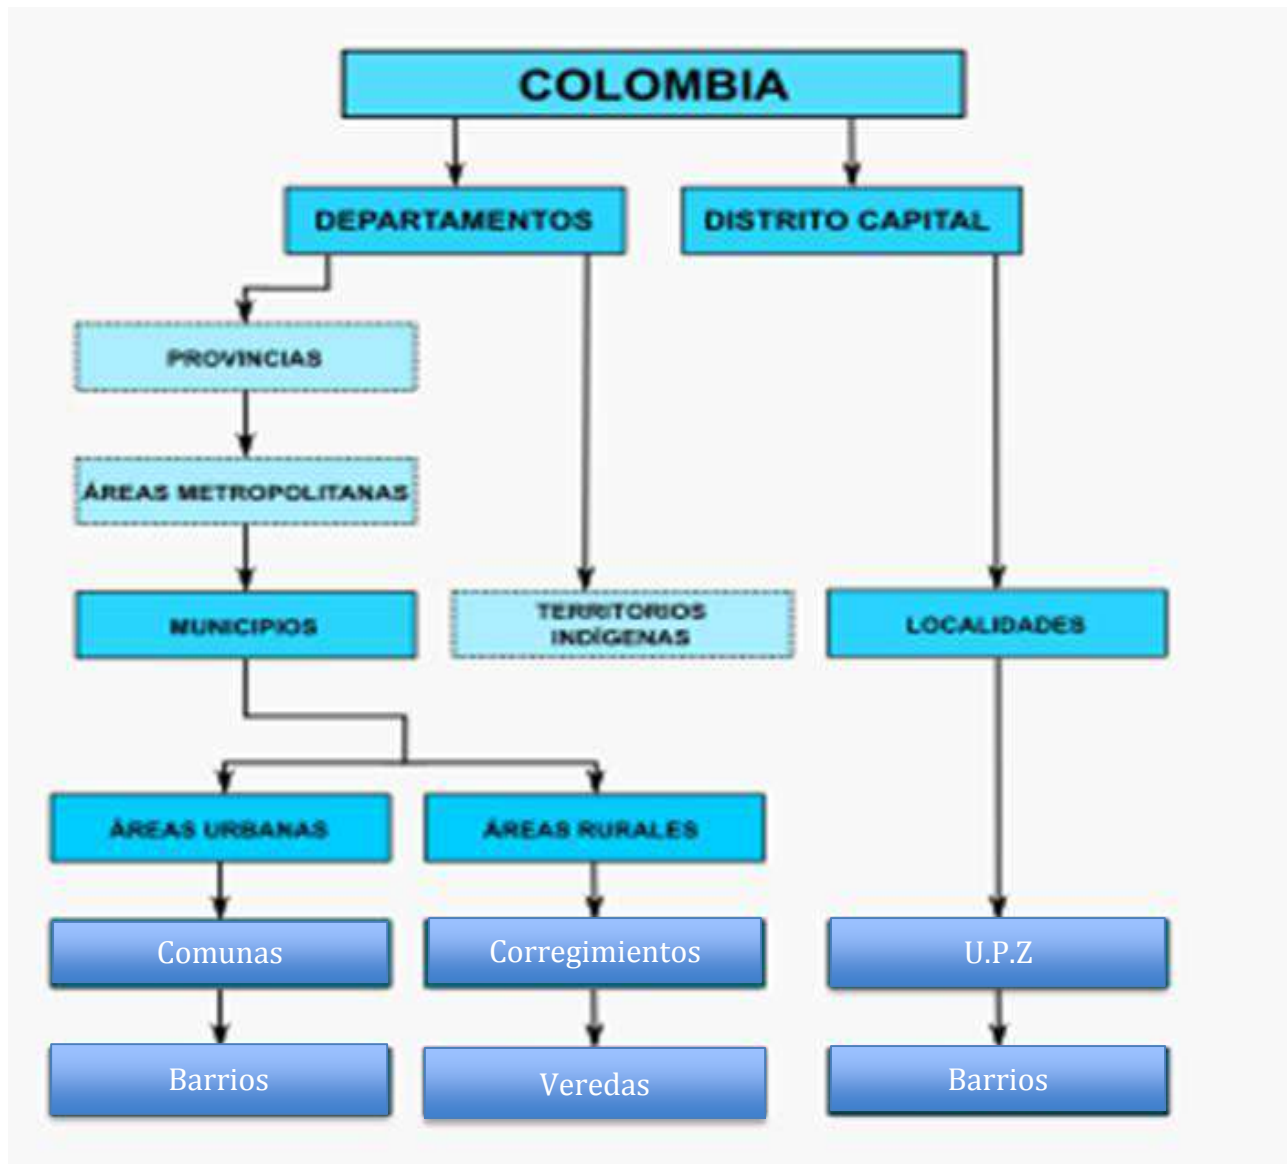 COLOMBIA
DEPARTAMENTOS
DISTRITO CAPITAL
PROVINCIAS
ÁREAS METROPOLITANAS
MUNICIPIOS
TERRITORIOS
INDÍGENAS
LOCALIDADES
ÁREAS URBANAS
ÁREAS RURALES
Comunas
Corregimientos
U.P.Z
Barrios
Veredas
Barrios